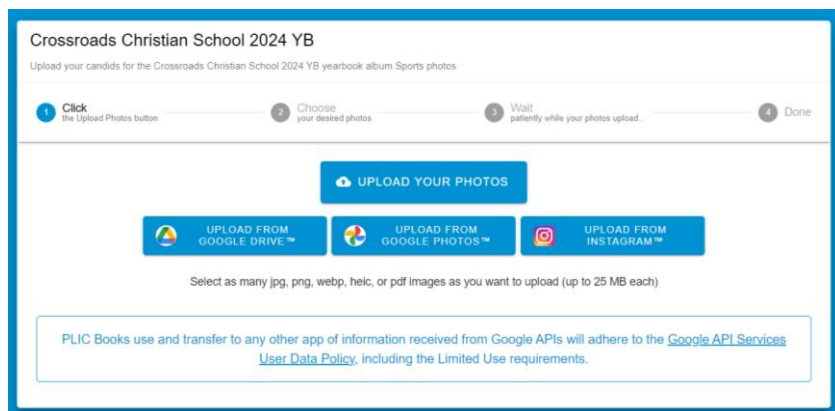 Crossroads Christian School 2024 YB
Upload your candids for the Crossroads Christian School 2024 YB yearbook album Sports photos
1 Click
the Upload Photos button
2 Choose
your desired photos
3 Wait
patiently while your photos upload...
4 Done
UPLOAD YOUR PHOTOS
UPLOAD FROM
GOOGLE DRIVE™
UPLOAD FROM
GOOGLE PHOTOS™
UPLOAD FROM
INSTAGRAM™
Select as many jpg, png, webp, heic, or pdf images as you want to upload (up to 25 MB each)
PLIC Books use and transfer to any other app of information received from Google APIs will adhere to the Google API Services
User Data Policy, including the Limited Use requirements.